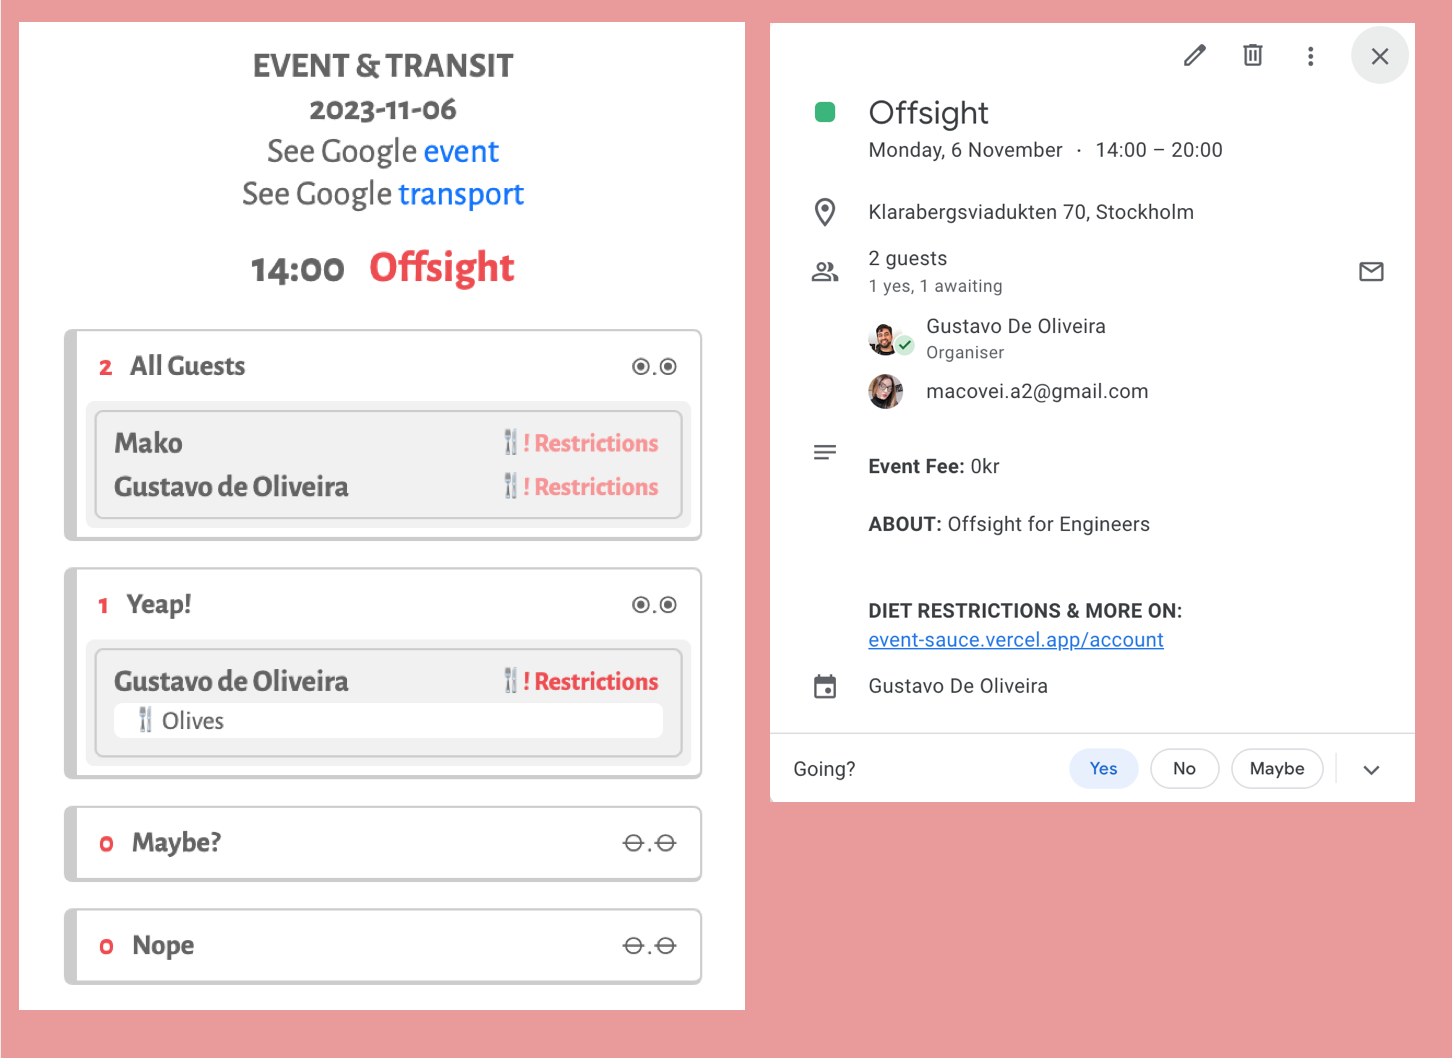 EVENT & TRANSIT
2023-11-06
See Google event
See Google transport
14:00 Offsight
2 All Guests
Mako ! Restrictions
Gustavo de Oliveira ! Restrictions
1 Yeap!
Gustavo de Oliveira ! Restrictions
Olives
0 Maybe?
0 Nope
Offsight
Monday, 6 November · 14:00 – 20:00
Klarabergsviadukten 70, Stockholm
2 guests
1 yes, 1 awaiting
Gustavo De Oliveira
Organiser
macovei.a2@gmail.com
Event Fee: 0kr
ABOUT: Offsight for Engineers
DIET RESTRICTIONS & MORE ON:
event-sauce.vercel.app/account
Gustavo De Oliveira
Going? Yes No Maybe